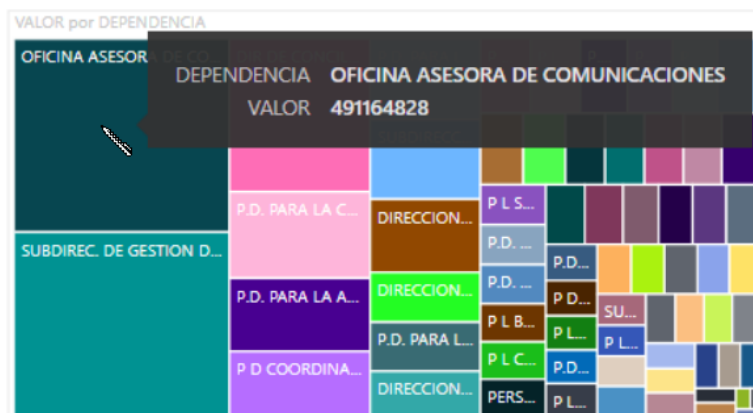 VALOR por DEPENDENCIA
OFICINA ASESORA DE CO...
DEPENDENCIA OFICINA ASESORA DE COMUNICACIONES
VALOR 491164828
SUBDIREC. DE GESTION D...
P.D. PARA LA C...
P.D. PARA LA A...
P D COORDINA...
DIRECCION...
DIRECCION...
P.D. PARA L...
DIRECCION...
P L S...
P.D. ...
P.D. ...
P L B...
P L C...
PERS...
P.D...
P D...
P L...
P.D...
P L...
SU...
P L...